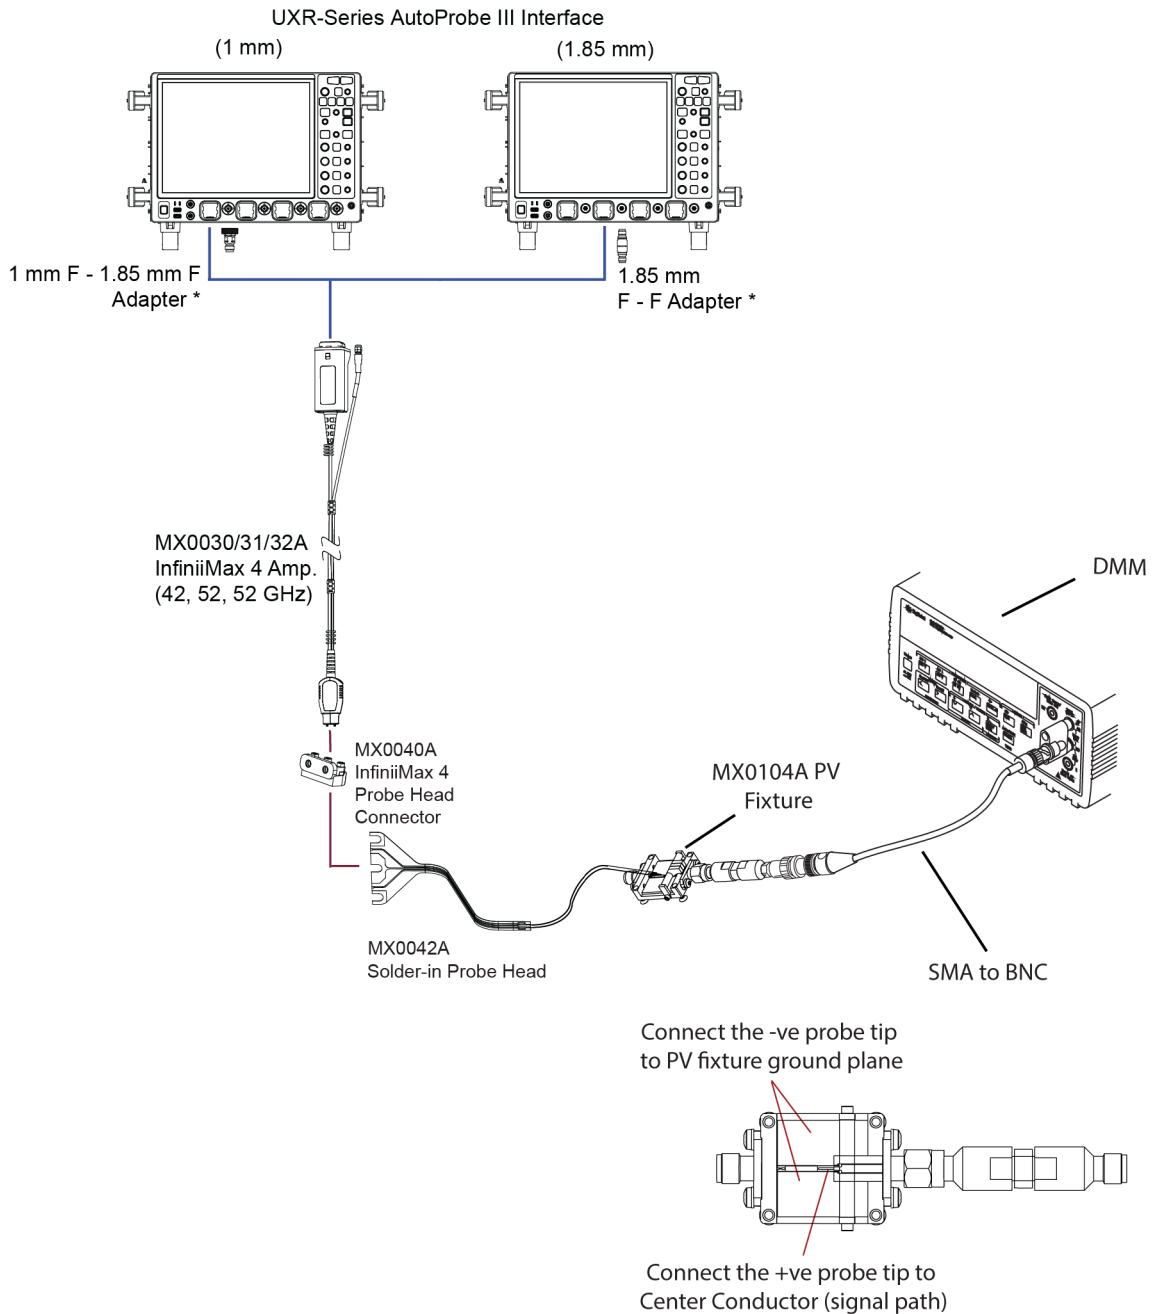 UXR-Series AutoProbe III Interface
(1 mm)
(1.85 mm)
1 mm F - 1.85 mm F
Adapter *
1.85 mm
F - F Adapter *
MX0030/31/32A
InfiniiMax 4 Amp.
(42, 52, 52 GHz)
DMM
MX0040A
InfiniiMax 4
Probe Head
Connector
MX0104A PV
Fixture
MX0042A
Solder-in Probe Head
SMA to BNC
Connect the -ve probe tip
to PV fixture ground plane
Connect the +ve probe tip to
Center Conductor (signal path)